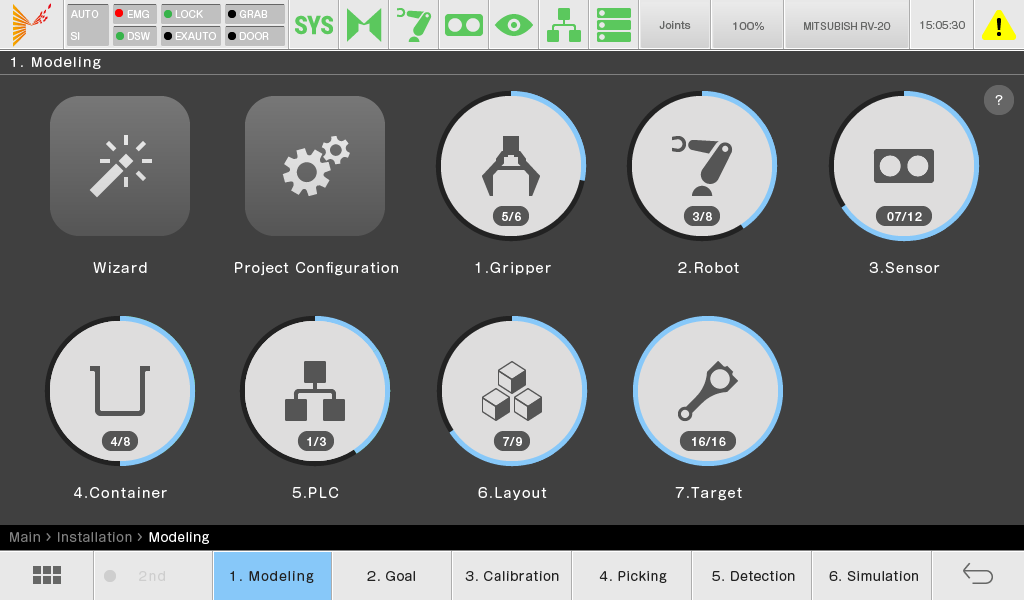 AUTO
SI
EMG
DSW
LOCK
EXAUTO
GRAB
DOOR
SYS
Joints
100%
MITSUBISH RV-20
15:05:30
1. Modeling
?
5/6
3/8
07/12
Wizard
Project Configuration
1.Gripper
2.Robot
3.Sensor
4/8
1/3
7/9
16/16
4.Container
5.PLC
6.Layout
7.Target
Main > Installation > Modeling
2nd
1. Modeling
2. Goal
3. Calibration
4. Picking
5. Detection
6. Simulation